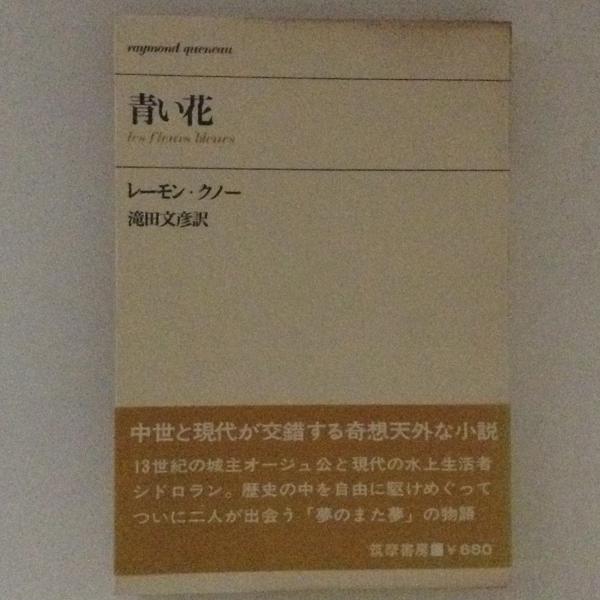 raymond queneau
青い花
les fleurs bleues
レーモン・クノー
滝田文彦訳
中世と現代が交錯する奇想天外な小説
13世紀の城主オージュ公と現代の水上生活者
シドロラン。歴史の中を自由に駆けめぐって
ついに二人が出会う「夢のまた夢」の物語
筑摩書房■¥690